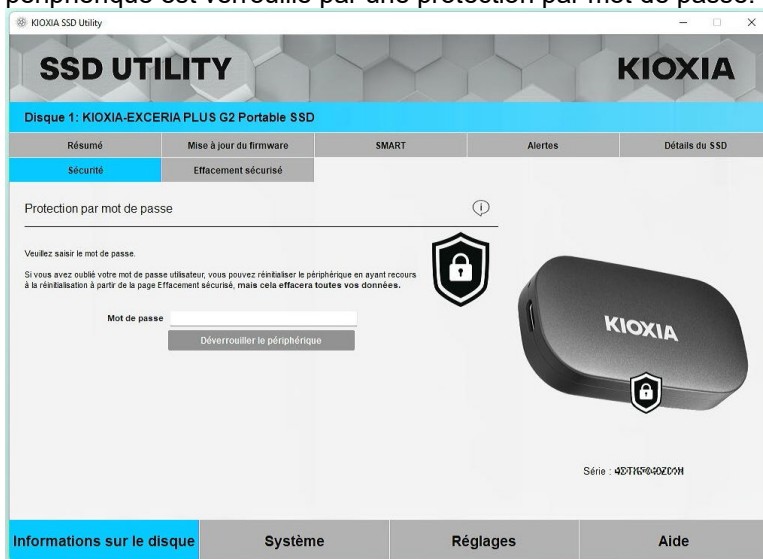 périphérique est verrouillé par une protection par mot de passe.
KIOXIA SSD Utility
SSD UTILITY
KIOXIA
Disque 1: KIOXIA-EXCERIA PLUS G2 Portable SSD
Résumé
Mise à jour du firmware
SMART
Alertes
Détails du SSD
Sécurité
Effacement sécurisé
Protection par mot de passe
Veuillez saisir le mot de passe.
Si vous avez oublié votre mot de passe utilisateur, vous pouvez réinitialiser le périphérique en ayant recours
à la réinitialisation à partir de la page Effacement sécurisé, mais cela effacera toutes vos données.
Mot de passe
Déverrouiller le périphérique
KIOXIA
Série :
Informations sur le disque
Système
Réglages
Aide